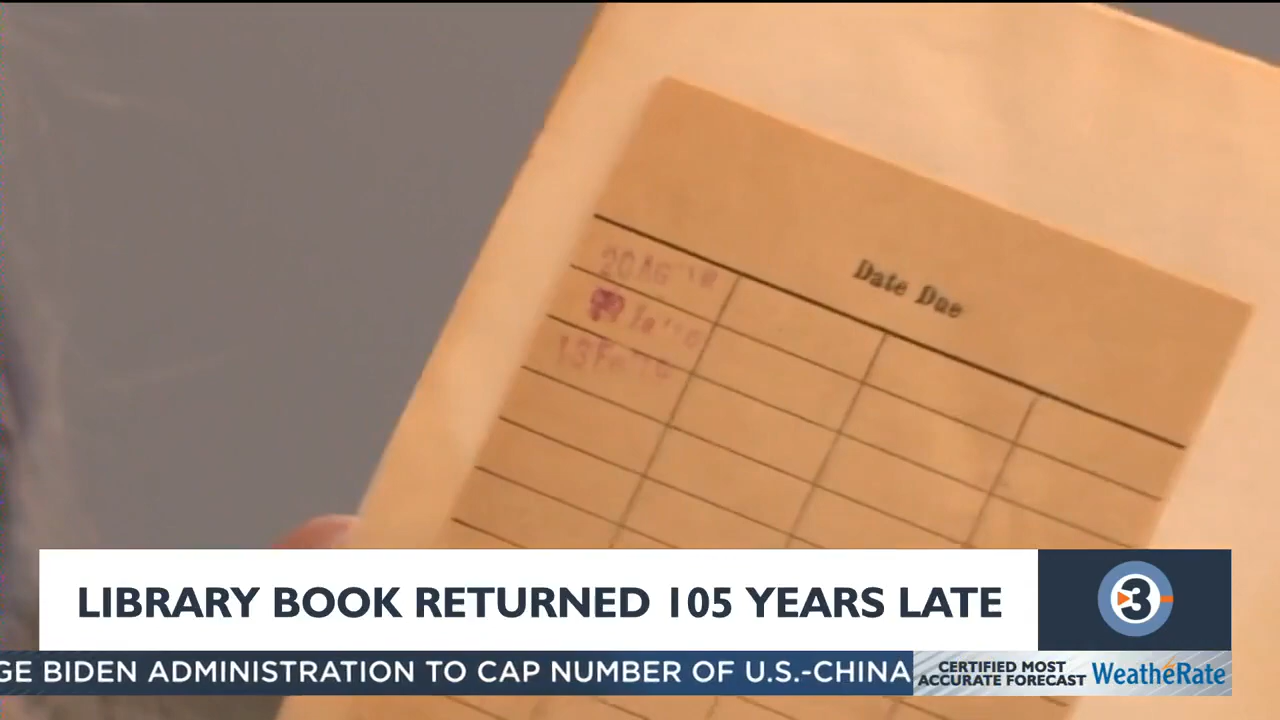 Date Due
LIBRARY BOOK RETURNED 105 YEARS LATE
3
GE BIDEN ADMINISTRATION TO CAP NUMBER OF U.S.-CHINA
CERTIFIED MOST
ACCURATE FORECAST
WeatheRate